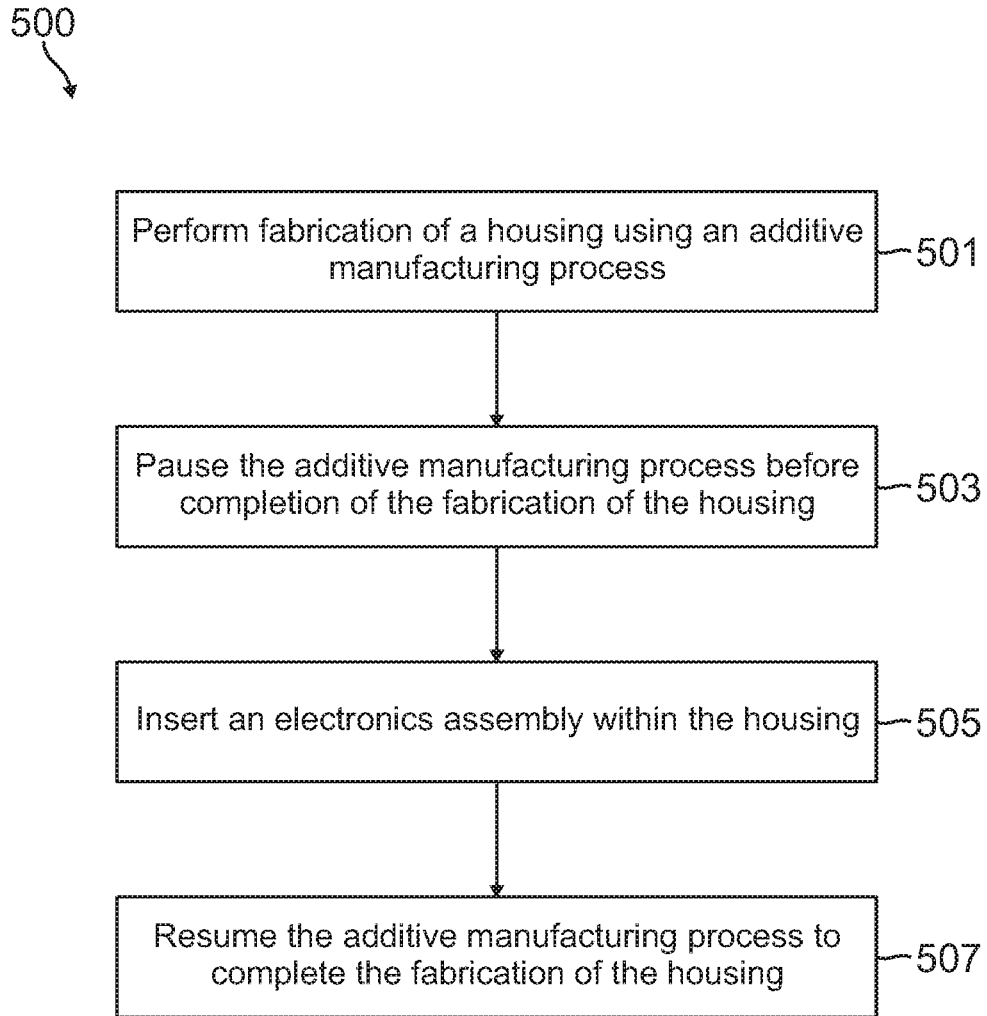 500
Perform fabrication of a housing using an additive
manufacturing process
501
Pause the additive manufacturing process before
completion of the fabrication of the housing
503
Insert an electronics assembly within the housing
505
Resume the additive manufacturing process to
complete the fabrication of the housing
507